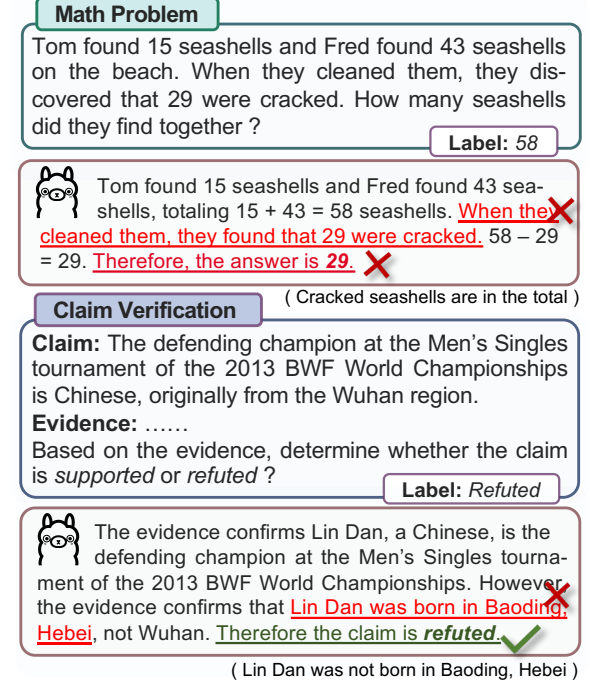 Math Problem
Tom found 15 seashells and Fred found 43 seashells
on the beach. When they cleaned them, they dis-
covered that 29 were cracked. How many seashells
did they find together ?
Label: 58
Tom found 15 seashells and Fred found 43 sea-
shells, totaling 15 + 43 = 58 seashells. When they
cleaned them, they found that 29 were cracked. 58 – 29
= 29. Therefore, the answer is 29.
( Cracked seashells are in the total )
Claim Verification
Claim: The defending champion at the Men’s Singles
tournament of the 2013 BWF World Championships
is Chinese, originally from the Wuhan region.
Evidence: ……
Based on the evidence, determine whether the claim
is supported or refuted ?
Label: Refuted
The evidence confirms Lin Dan, a Chinese, is the
defending champion at the Men’s Singles tourna-
ment of the 2013 BWF World Championships. However,
the evidence confirms that Lin Dan was born in Baoding,
Hebei, not Wuhan. Therefore the claim is refuted.
( Lin Dan was not born in Baoding, Hebei )